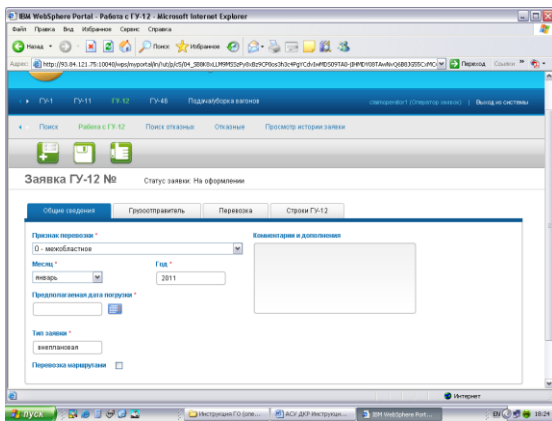 IBM WebSphere Portal - Работа с ГУ-12 - Microsoft Internet Explorer
Файл Правка Вид Избранное Сервис Справка
Назад Поиск Избранное
Адрес: Переход Ссылки »
ГУ-1 ГУ-11 ГУ-12 ГУ-46 Подача/уборка вагонов (Оператор заявок) | Выход из системы
Поиск Работа с ГУ-12 Поиск отказных Отказные Просмотр истории заявки
Заявка ГУ-12 № Статус заявки: На оформлении
Общие сведения Грузоотправитель Перевозка Строки ГУ-12
Признак перевозки * Комментарии и дополнения
0 - межобластное
Месяц * Год *
январь 2011
Предполагаемая дата погрузки *
Тип заявки *
внеплановая
Перевозка маршрутами
Интернет
пуск Инструкция ГО (опе... АСУ ДКР Инструкци... IBM WebSphere Port... EN 10:24